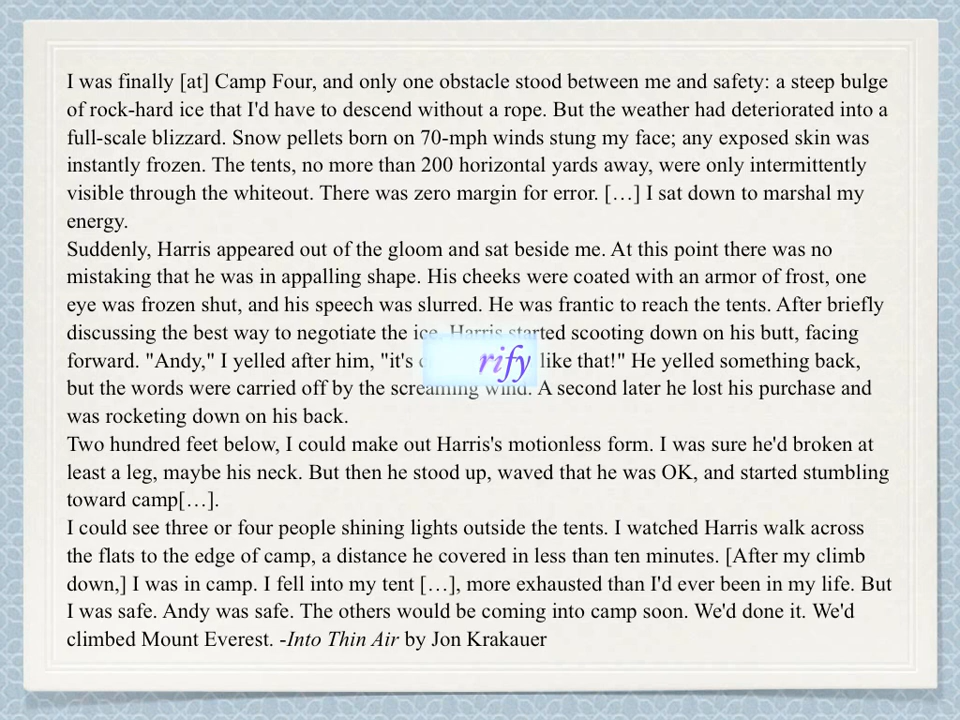 I was finally [at] Camp Four, and only one obstacle stood between me and safety: a steep bulge
of rock-hard ice that I'd have to descend without a rope. But the weather had deteriorated into a
full-scale blizzard. Snow pellets born on 70-mph winds stung my face; any exposed skin was
instantly frozen. The tents, no more than 200 horizontal yards away, were only intermittently
visible through the whiteout. There was zero margin for error. […] I sat down to marshal my
energy.
Suddenly, Harris appeared out of the gloom and sat beside me. At this point there was no
mistaking that he was in appalling shape. His cheeks were coated with an armor of frost, one
eye was frozen shut, and his speech was slurred. He was frantic to reach the tents. After briefly
discussing the best way to negotiate the ice, Harris started scooting down on his butt, facing
forward. "Andy," I yelled after him, "it's rify like that!" He yelled something back,
but the words were carried off by the screaming wind. A second later he lost his purchase and
was rocketing down on his back.
Two hundred feet below, I could make out Harris's motionless form. I was sure he'd broken at
least a leg, maybe his neck. But then he stood up, waved that he was OK, and started stumbling
toward camp[…].
I could see three or four people shining lights outside the tents. I watched Harris walk across
the flats to the edge of camp, a distance he covered in less than ten minutes. [After my climb
down,] I was in camp. I fell into my tent […], more exhausted than I'd ever been in my life. But
I was safe. Andy was safe. The others would be coming into camp soon. We'd done it. We'd
climbed Mount Everest. -Into Thin Air by Jon Krakauer